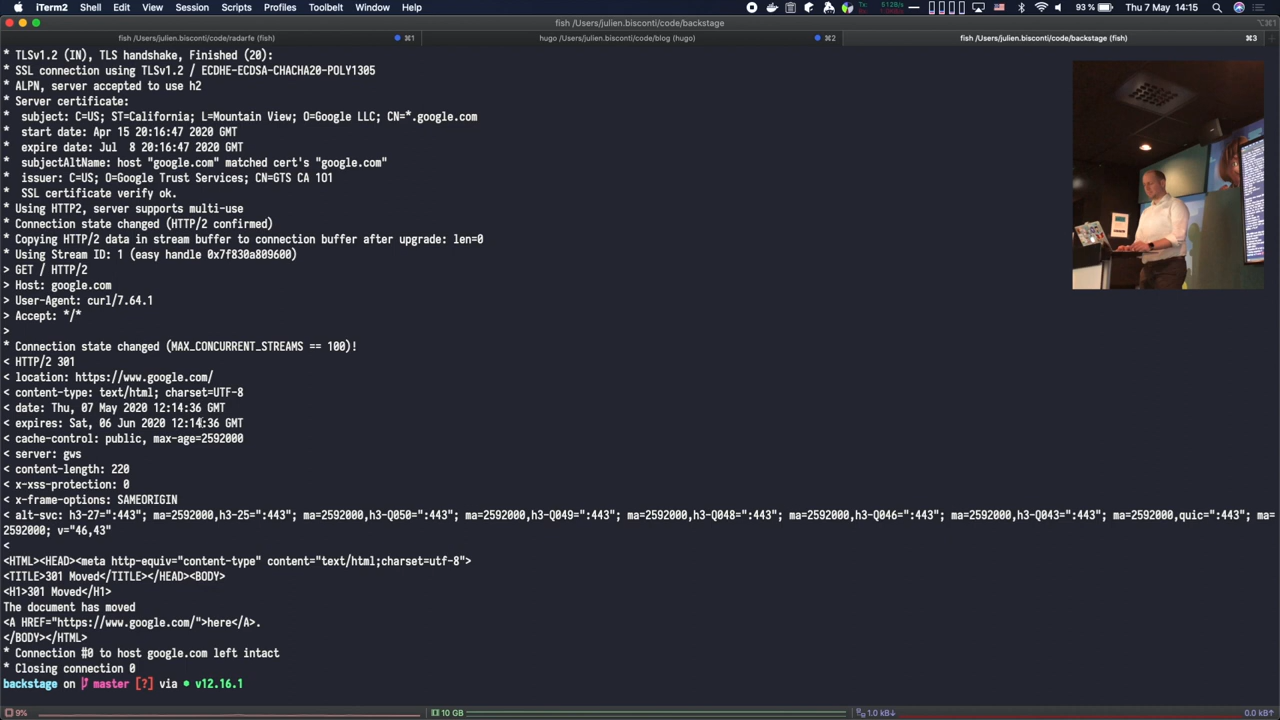 iTerm2 Shell Edit View Session Scripts Profiles Toolbelt Window Help
93 % Thu 7 May 14:15
fish /Users/julien.bisconti/code/backstage
fish /Users/julien.bisconti/code/radarfe (fish) ⌘1 hugo /Users/julien.bisconti/code/blog (hugo) ⌘2 fish /Users/julien.bisconti/code/backstage (fish) ⌘3
* TLSv1.2 (IN), TLS handshake, Finished (20):
* SSL connection using TLSv1.2 / ECDHE-ECDSA-CHACHA20-POLY1305
* ALPN, server accepted to use h2
* Server certificate:
*  subject: C=US; ST=California; L=Mountain View; O=Google LLC; CN=*.google.com
*  start date: Apr 15 20:16:47 2020 GMT
*  expire date: Jul  8 20:16:47 2020 GMT
*  subjectAltName: host "google.com" matched cert's "google.com"
*  issuer: C=US; O=Google Trust Services; CN=GTS CA 1O1
*  SSL certificate verify ok.
* Using HTTP2, server supports multi-use
* Connection state changed (HTTP/2 confirmed)
* Copying HTTP/2 data in stream buffer to connection buffer after upgrade: len=0
* Using Stream ID: 1 (easy handle 0x7f830a809600)
> GET / HTTP/2
> Host: google.com
> User-Agent: curl/7.64.1
> Accept: */*
>
* Connection state changed (MAX_CONCURRENT_STREAMS == 100)!
< HTTP/2 301
< location: https://www.google.com/
< content-type: text/html; charset=UTF-8
< date: Thu, 07 May 2020 12:14:36 GMT
< expires: Sat, 06 Jun 2020 12:14:36 GMT
< cache-control: public, max-age=2592000
< server: gws
< content-length: 220
< x-xss-protection: 0
< x-frame-options: SAMEORIGIN
< alt-svc: h3-27=":443"; ma=2592000,h3-25=":443"; ma=2592000,h3-Q050=":443"; ma=2592000,h3-Q049=":443"; ma=2592000,h3-Q048=":443"; ma=2592000,h3-Q046=":443"; ma=2592000,h3-Q043=":443"; ma=2592000,quic=":443"; ma=
2592000; v="46,43"
<
<HTML><HEAD><meta http-equiv="content-type" content="text/html;charset=utf-8">
<TITLE>301 Moved</TITLE></HEAD><BODY>
<H1>301 Moved</H1>
The document has moved
<A HREF="https://www.google.com/">here</A>.
</BODY></HTML>
* Connection #0 to host google.com left intact
* Closing connection 0
backstage on master [?] via v12.16.1
9% 10 GB 1.0 kB↓ 0.0 kB↑